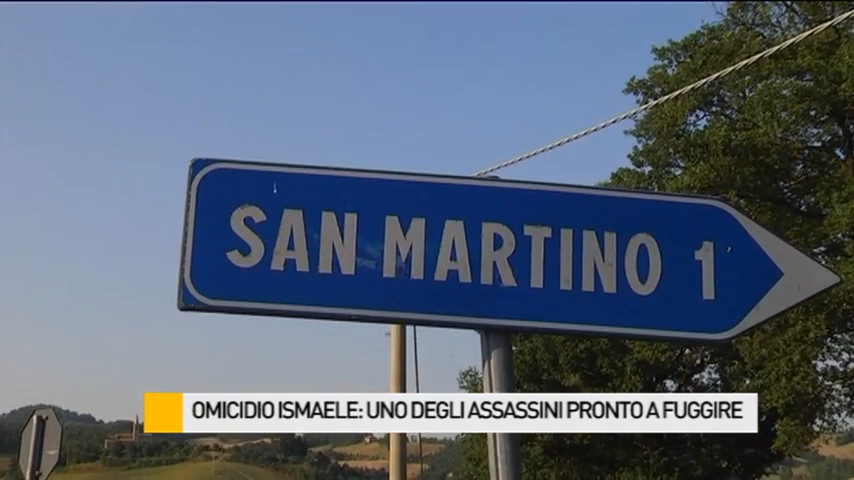 SAN MARTINO 1
OMICIDIO ISMAELE: UNO DEGLI ASSASSINI PRONTO A FUGGIRE